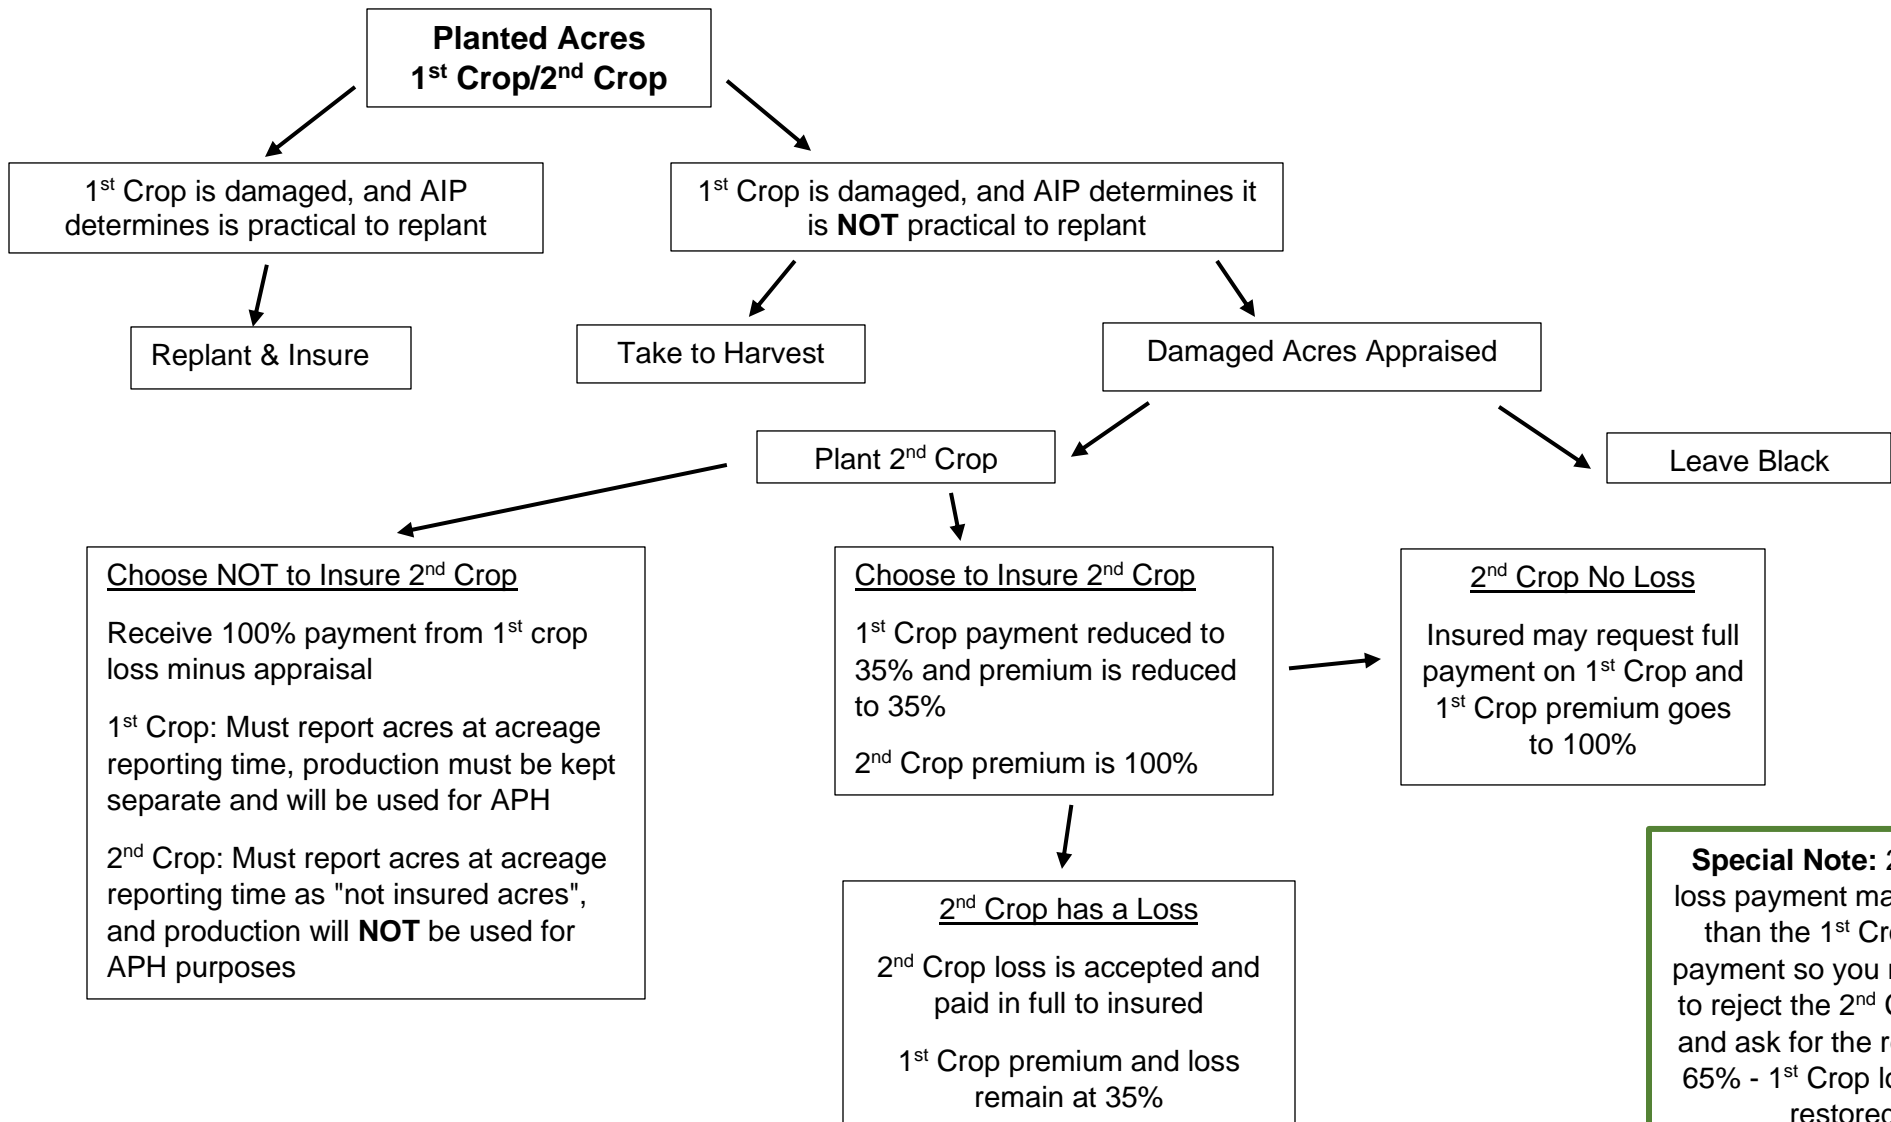 Planted Acres
1st Crop/2nd Crop
1st Crop is damaged, and AIP
determines is practical to replant
1st Crop is damaged, and AIP determines it
is NOT practical to replant
Replant & Insure
Take to Harvest
Damaged Acres Appraised
Plant 2nd Crop
Leave Black
Choose NOT to Insure 2nd Crop
Receive 100% payment from 1st crop
loss minus appraisal
1st Crop: Must report acres at acreage
reporting time, production must be kept
separate and will be used for APH
2nd Crop: Must report acres at acreage
reporting time as "not insured acres",
and production will NOT be used for
APH purposes
Choose to Insure 2nd Crop
1st Crop payment reduced to
35% and premium is reduced
to 35%
2nd Crop premium is 100%
2nd Crop No Loss
Insured may request full
payment on 1st Crop and
1st Crop premium goes
to 100%
2nd Crop has a Loss
2nd Crop loss is accepted and
paid in full to insured
1st Crop premium and loss
remain at 35%
Special Note:
loss payment
than the 1st
payment so you
to reject the 2nd
and ask for the
65% - 1st Crop
restored